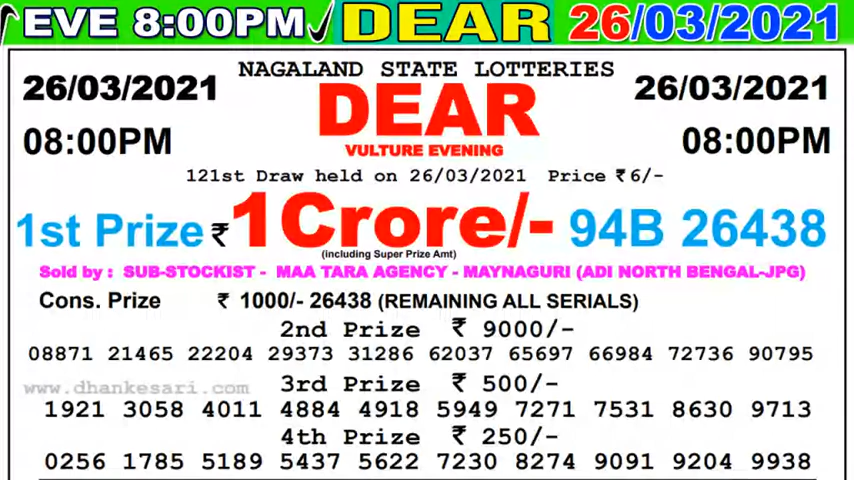 EVE 8:00PM DEAR 26/03/2021
NAGALAND STATE LOTTERIES
26/03/2021 DEAR 26/03/2021
08:00PM VULTURE EVENING 08:00PM
121st Draw held on 26/03/2021 Price ₹6/-
1st Prize ₹ 1Crore/- 94B 26438
(including Super Prize Amt)
Sold by : SUB-STOCKIST - MAA TARA AGENCY - MAYNAGURI (ADI NORTH BENGAL-JPG)
Cons. Prize ₹ 1000/- 26438 (REMAINING ALL SERIALS)
2nd Prize ₹ 9000/-
08871 21465 22204 29373 31286 62037 65697 66984 72736 90795
www.dhankesari.com
3rd Prize ₹ 500/-
1921 3058 4011 4884 4918 5949 7271 7531 8630 9713
4th Prize ₹ 250/-
0256 1785 5189 5437 5622 7230 8274 9091 9204 9938